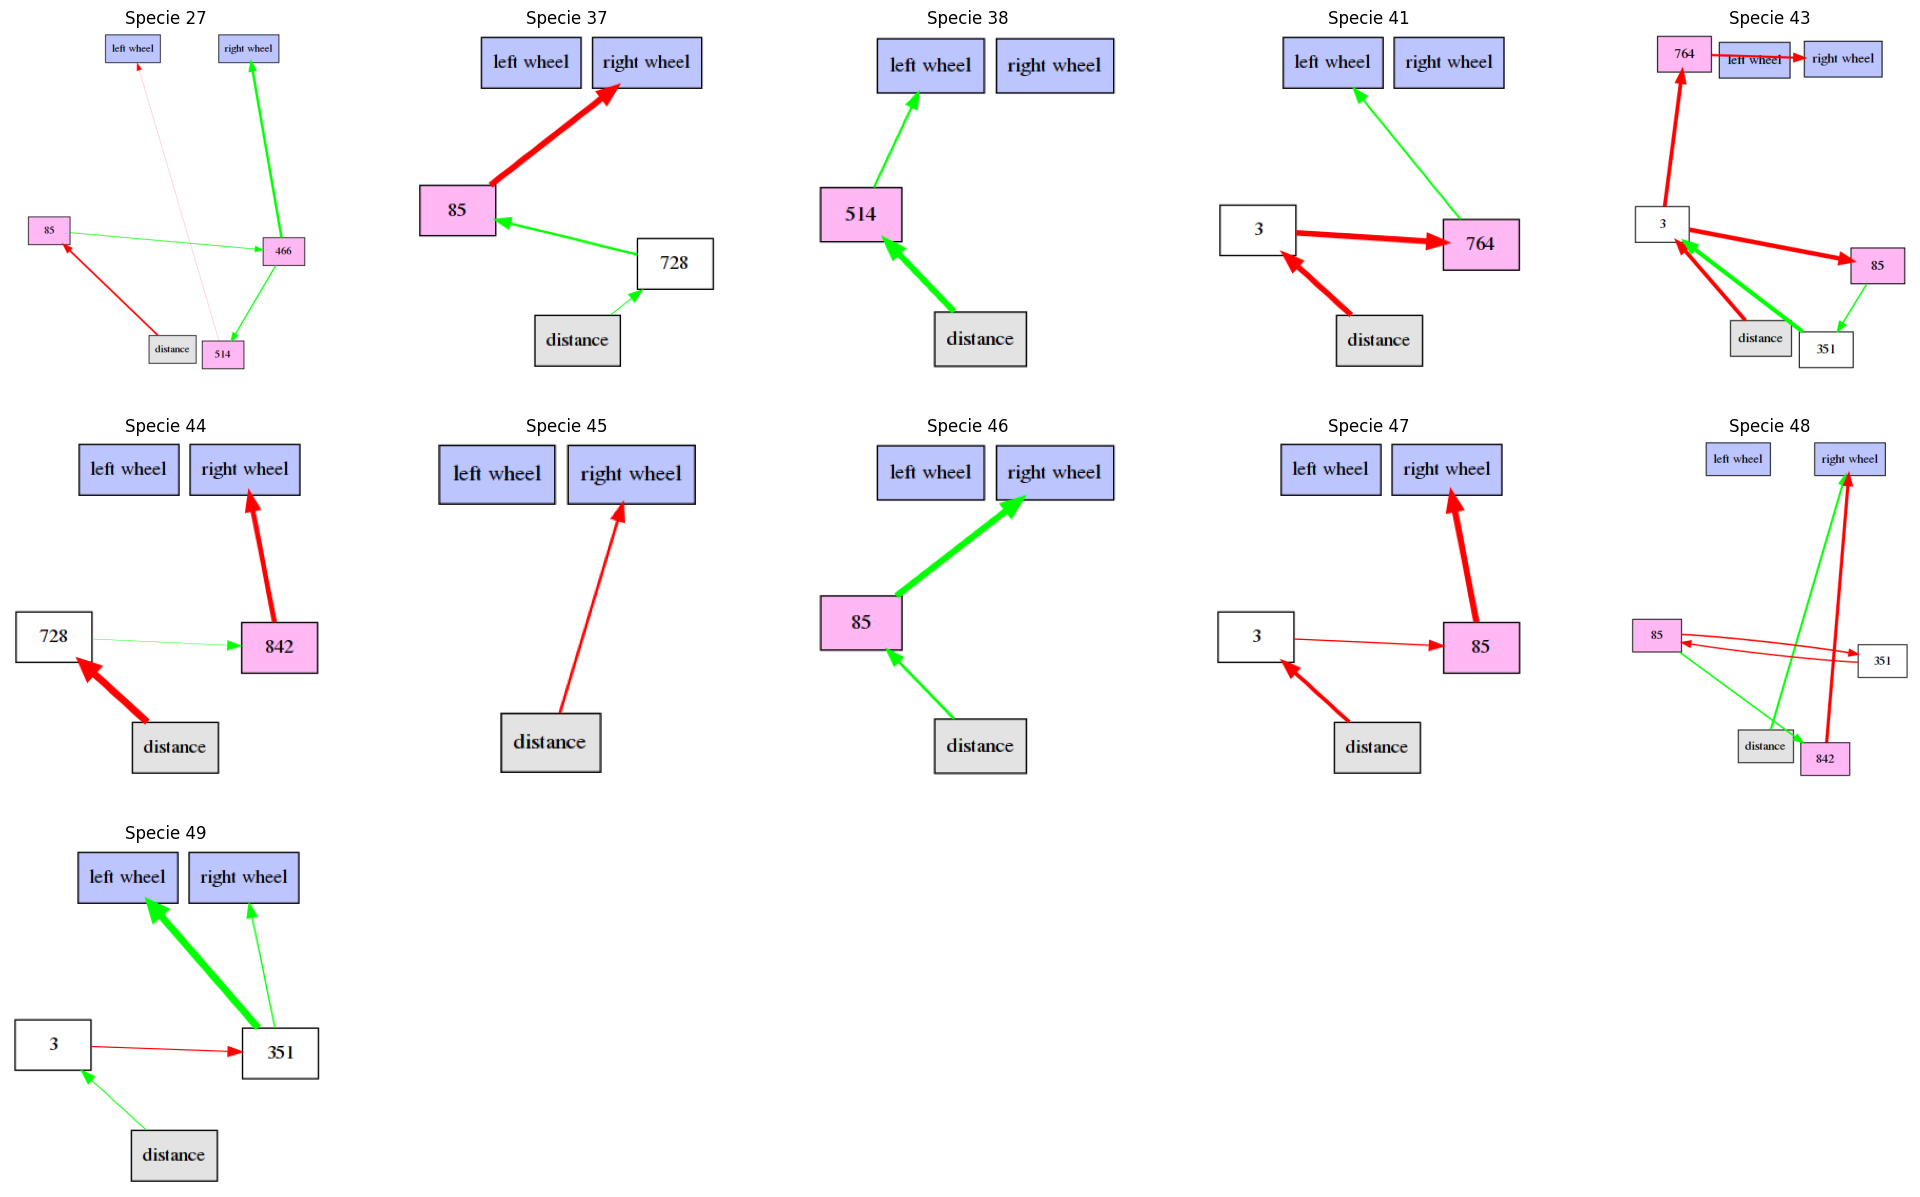 Specie 27
left wheel
right wheel
85
466
distance
514
Specie 37
left wheel
right wheel
85
728
distance
Specie 38
left wheel
right wheel
514
distance
Specie 41
left wheel
right wheel
3
764
distance
Specie 43
764
left wheel
right wheel
3
85
distance
351
Specie 44
left wheel
right wheel
728
842
distance
Specie 45
left wheel
right wheel
distance
Specie 46
left wheel
right wheel
85
distance
Specie 47
left wheel
right wheel
3
85
distance
Specie 48
left wheel
right wheel
85
351
distance
842
Specie 49
left wheel
right wheel
3
351
distance